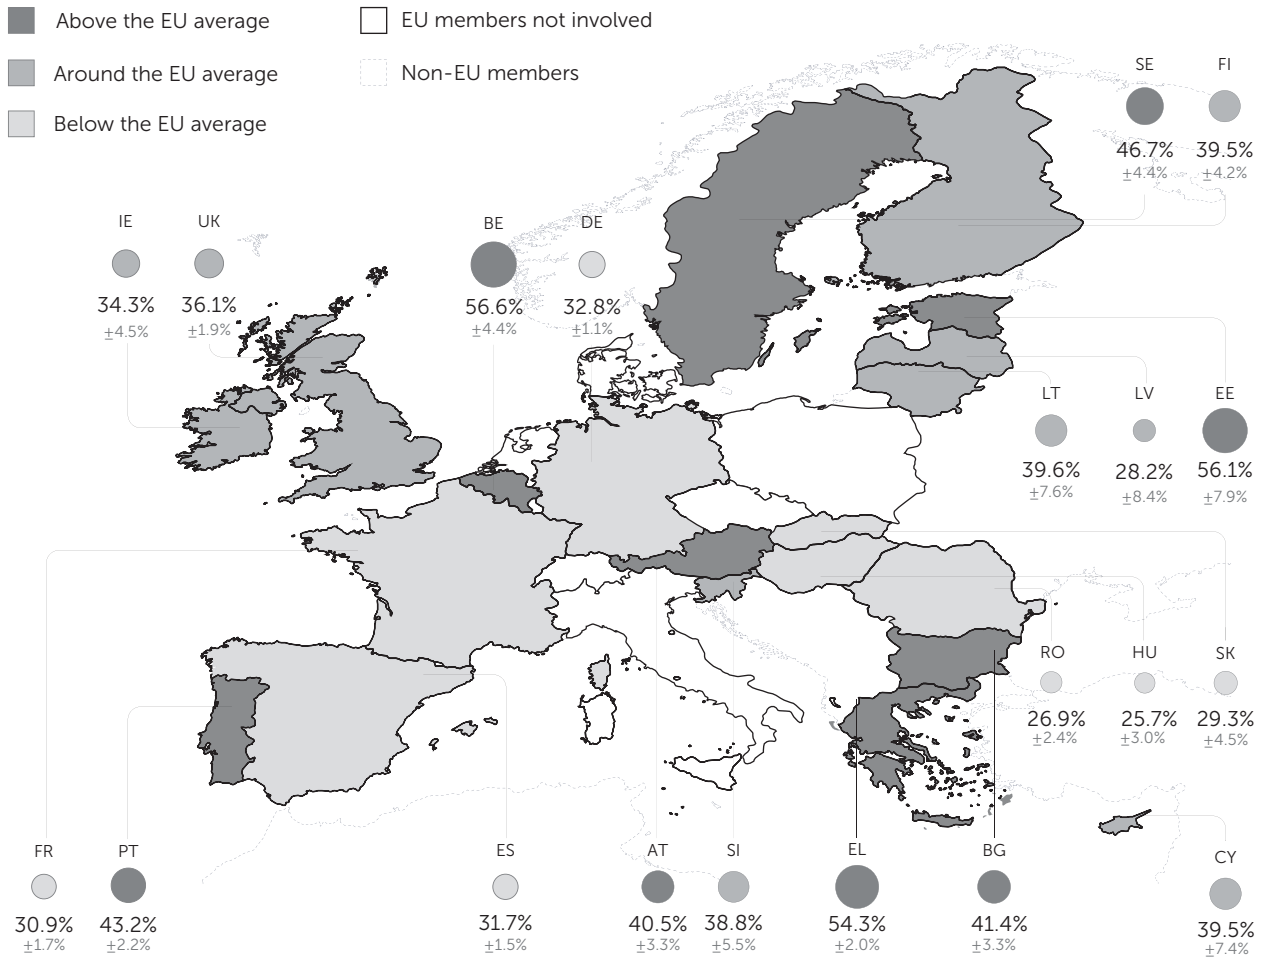 Above the EU average
EU members not involved
Around the EU average
Non-EU members
Below the EU average
SE
FI
46.7%
39.5%
±4.4%
±4.2%
IE
UK
BE
DE
34.3%
36.1%
56.6%
32.8%
±4.5%
±1.9%
±4.4%
±1.1%
LT
LV
EE
39.6%
28.2%
56.1%
±7.6%
±8.4%
±7.9%
RO
HU
SK
26.9%
25.7%
29.3%
±2.4%
±3.0%
±4.5%
FR
PT
ES
AT
SI
EL
BG
CY
30.9%
43.2%
31.7%
40.5%
38.8%
54.3%
41.4%
39.5%
±1.7%
±2.2%
±1.5%
±3.3%
±5.5%
±2.0%
±3.3%
±7.4%